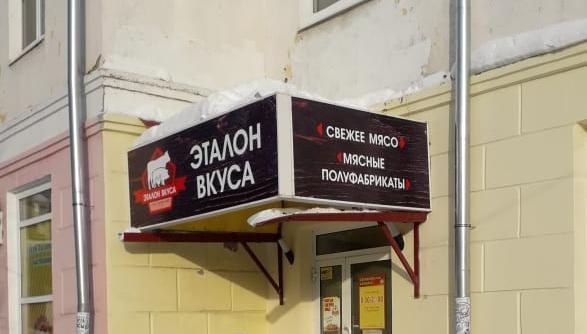 ЭТАЛОН
ВКУСА
ЭТАЛОН ВКУСА
СВЕЖЕЕ МЯСО
МЯСНЫЕ
ПОЛУФАБРИКАТЫ